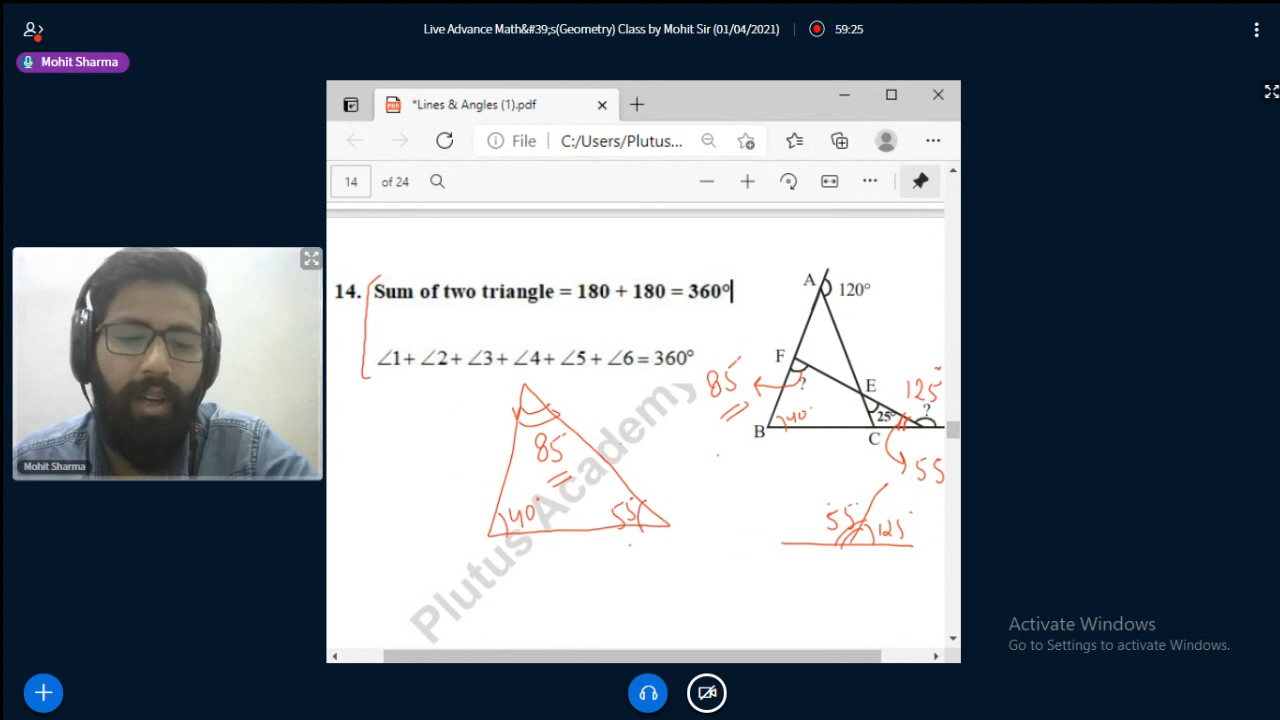 Live Advance Math&#39;s(Geometry) Class by Mohit Sir (01/04/2021)
59:25
Mohit Sharma
*Lines & Angles (1).pdf
File
C:/Users/Plutus...
14
of 24
14. Sum of two triangle = 180 + 180 = 360°
∠1+ ∠2+ ∠3+ ∠4+ ∠5+ ∠6= 360°
A
120°
F
?
85
E
125°
25°
?
40°
B
C
55
85
40°
55°
55°
125°
Plutus Academy
Mohit Sharma
Activate Windows
Go to Settings to activate Windows.